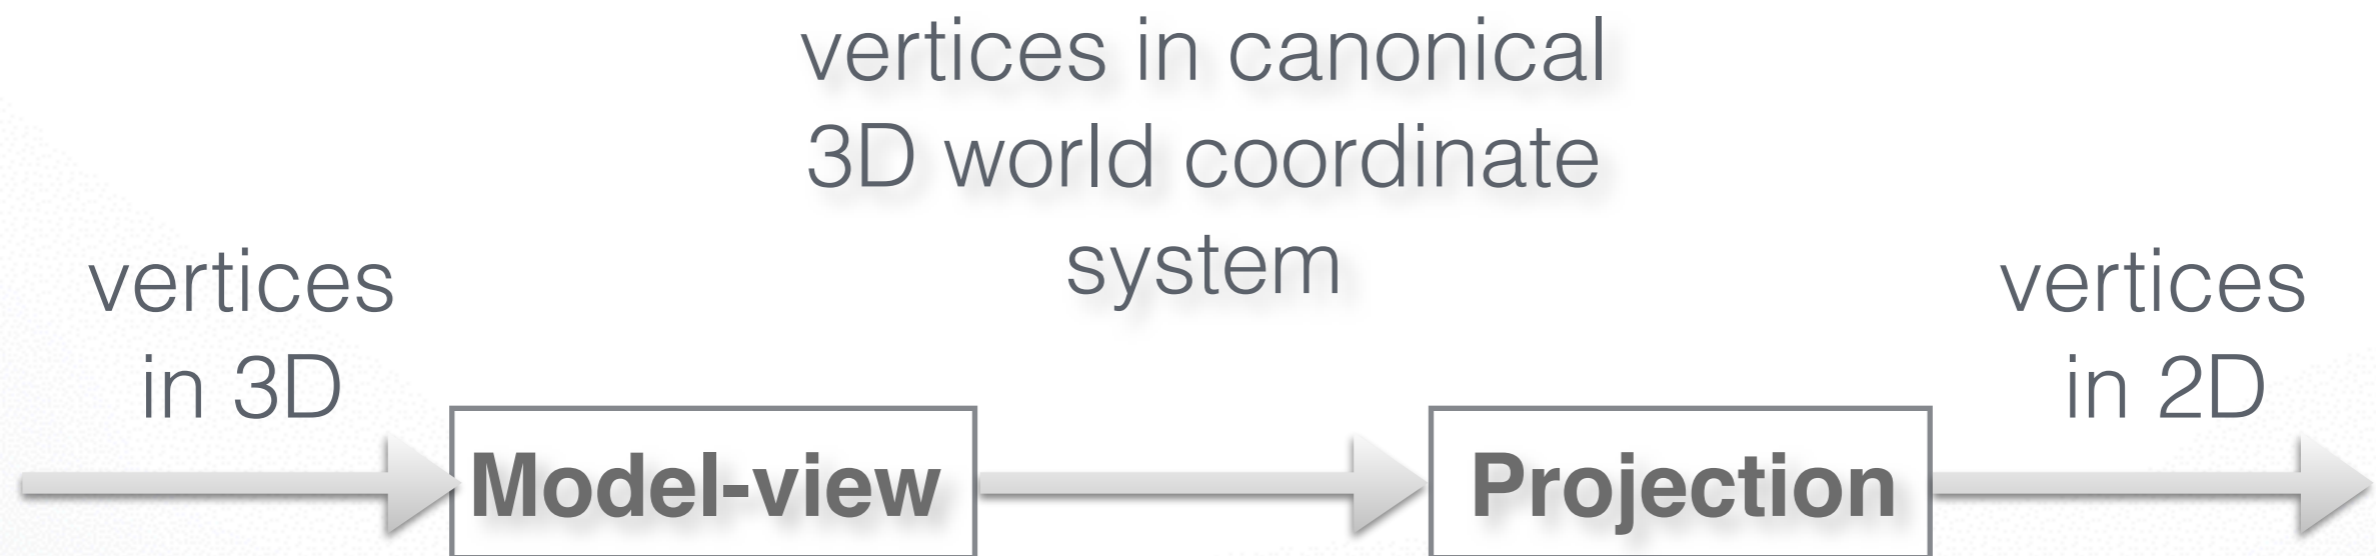 vertices in canonical
3D world coordinate
system
vertices
in 3D
vertices
in 2D
Model-view
Projection